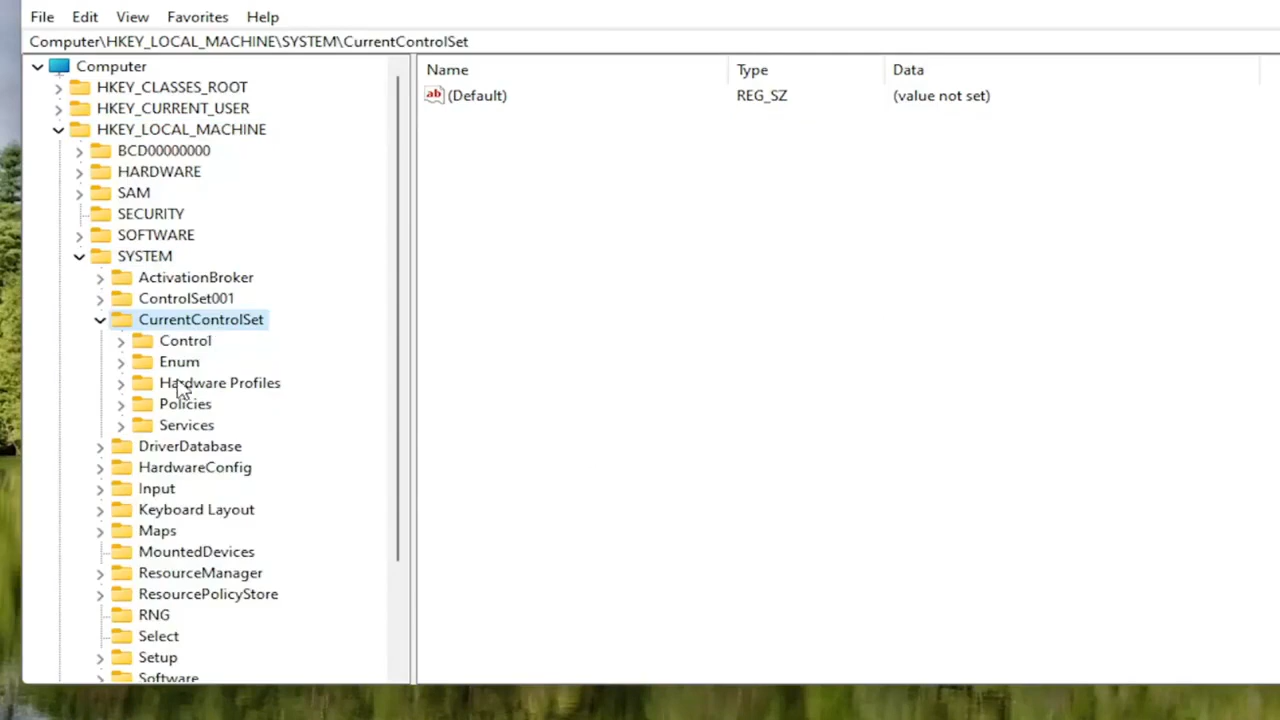 File Edit View Favorites Help
Computer\HKEY_LOCAL_MACHINE\SYSTEM\CurrentControlSet
Computer
HKEY_CLASSES_ROOT
HKEY_CURRENT_USER
HKEY_LOCAL_MACHINE
BCD00000000
HARDWARE
SAM
SECURITY
SOFTWARE
SYSTEM
ActivationBroker
ControlSet001
CurrentControlSet
Control
Enum
Hardware Profiles
Policies
Services
DriverDatabase
HardwareConfig
Input
Keyboard Layout
Maps
MountedDevices
ResourceManager
ResourcePolicyStore
RNG
Select
Setup
Software
Name Type Data
ab (Default) REG_SZ (value not set)